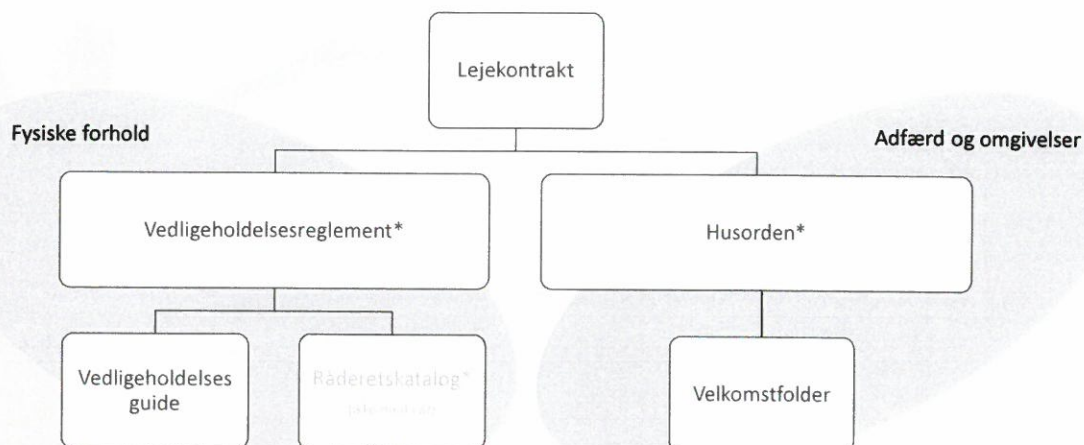 Lejekontrakt
Fysiske forhold
Adfærd og omgivelser
Vedligeholdelsesreglement*
Husorden*
Vedligeholdelses
guide
Råderetskatalog*
Velkomstfolder